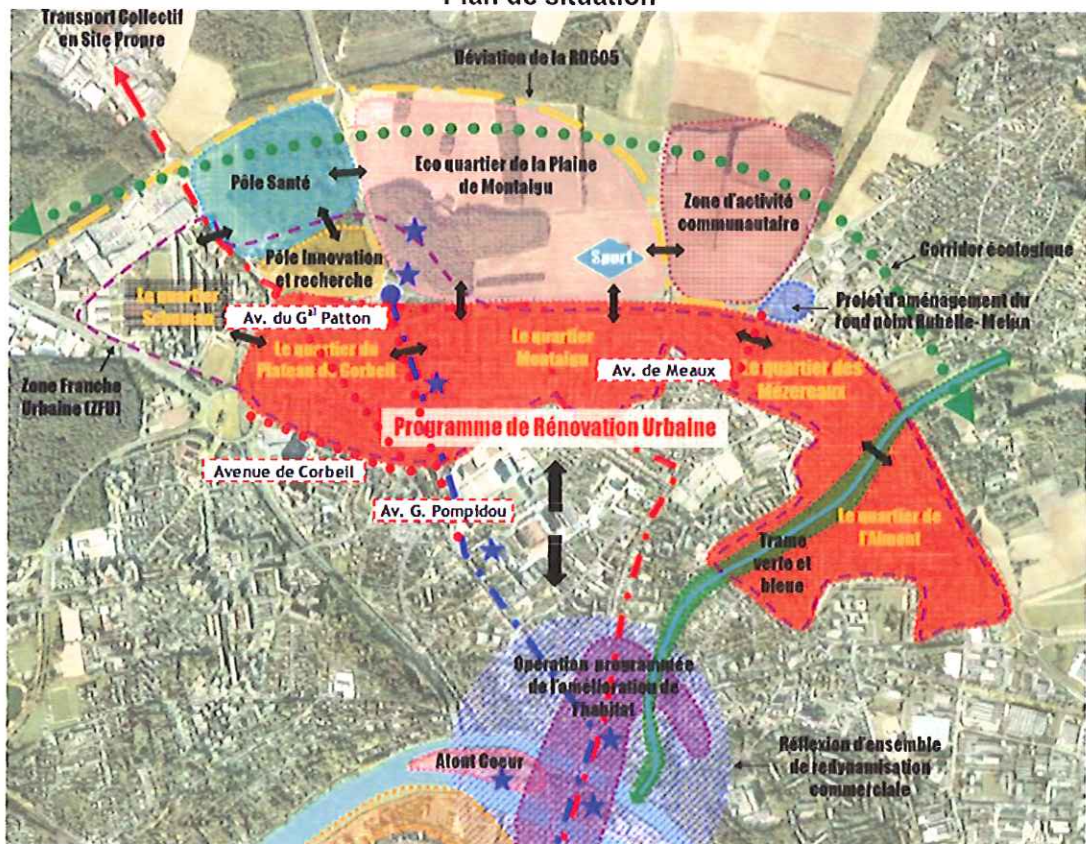 Plan de situation
Transport Collectif
en Site Propre
Déviation de la RD605
Pôle Santé
Eco quartier de la Plaine
de Montaigu
Zone d'activité
communautaire
Corridor écologique
Pôle Innovation
et recherche
Sport
Projet d'aménagement du
rond point Rubelle-Melun
Le quartier
Av. du Gal Patton
Le quartier du
Plateau de Corbeil
Le quartier
Montaigu
Av. de Meaux
Le quartier des
Mézereaux
Zone Franche
Urbaine (ZFU)
Programme de Rénovation Urbaine
Avenue de Corbeil
Av. G. Pompidou
Le quartier de
l'Almont
Trame
verte et
bleue
Opération programmée
de l'amélioration de
l'habitat
Atout Coeur
Réflexion d'ensemble
de redynamisation
commerciale